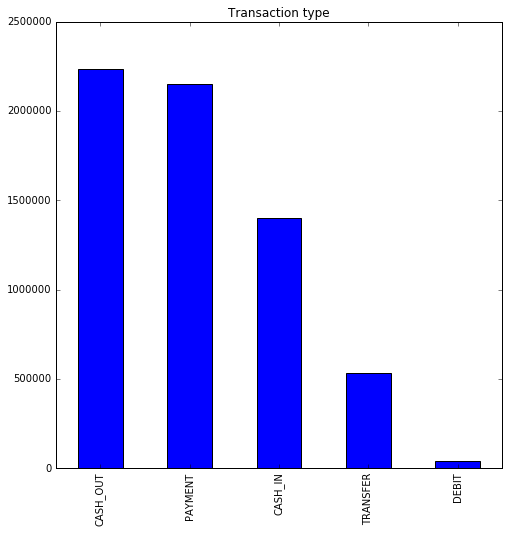 Transaction type
2500000
2000000
1500000
1000000
500000
0
CASH_OUT
PAYMENT
CASH_IN
TRANSFER
DEBIT